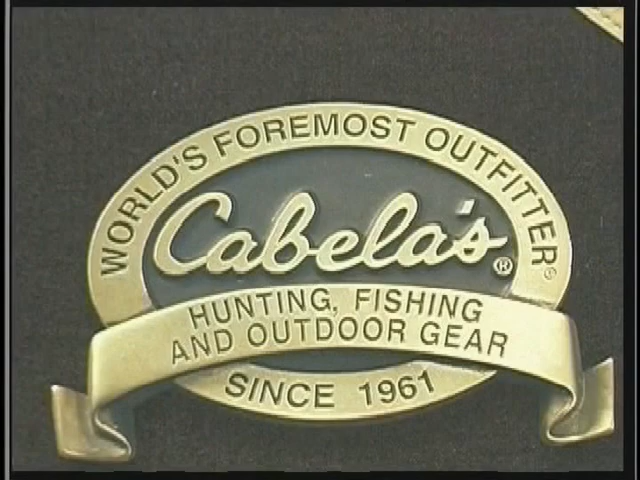 WORLD'S FOREMOST OUTFITTER®
Cabela's®
HUNTING, FISHING
AND OUTDOOR GEAR
SINCE 1961